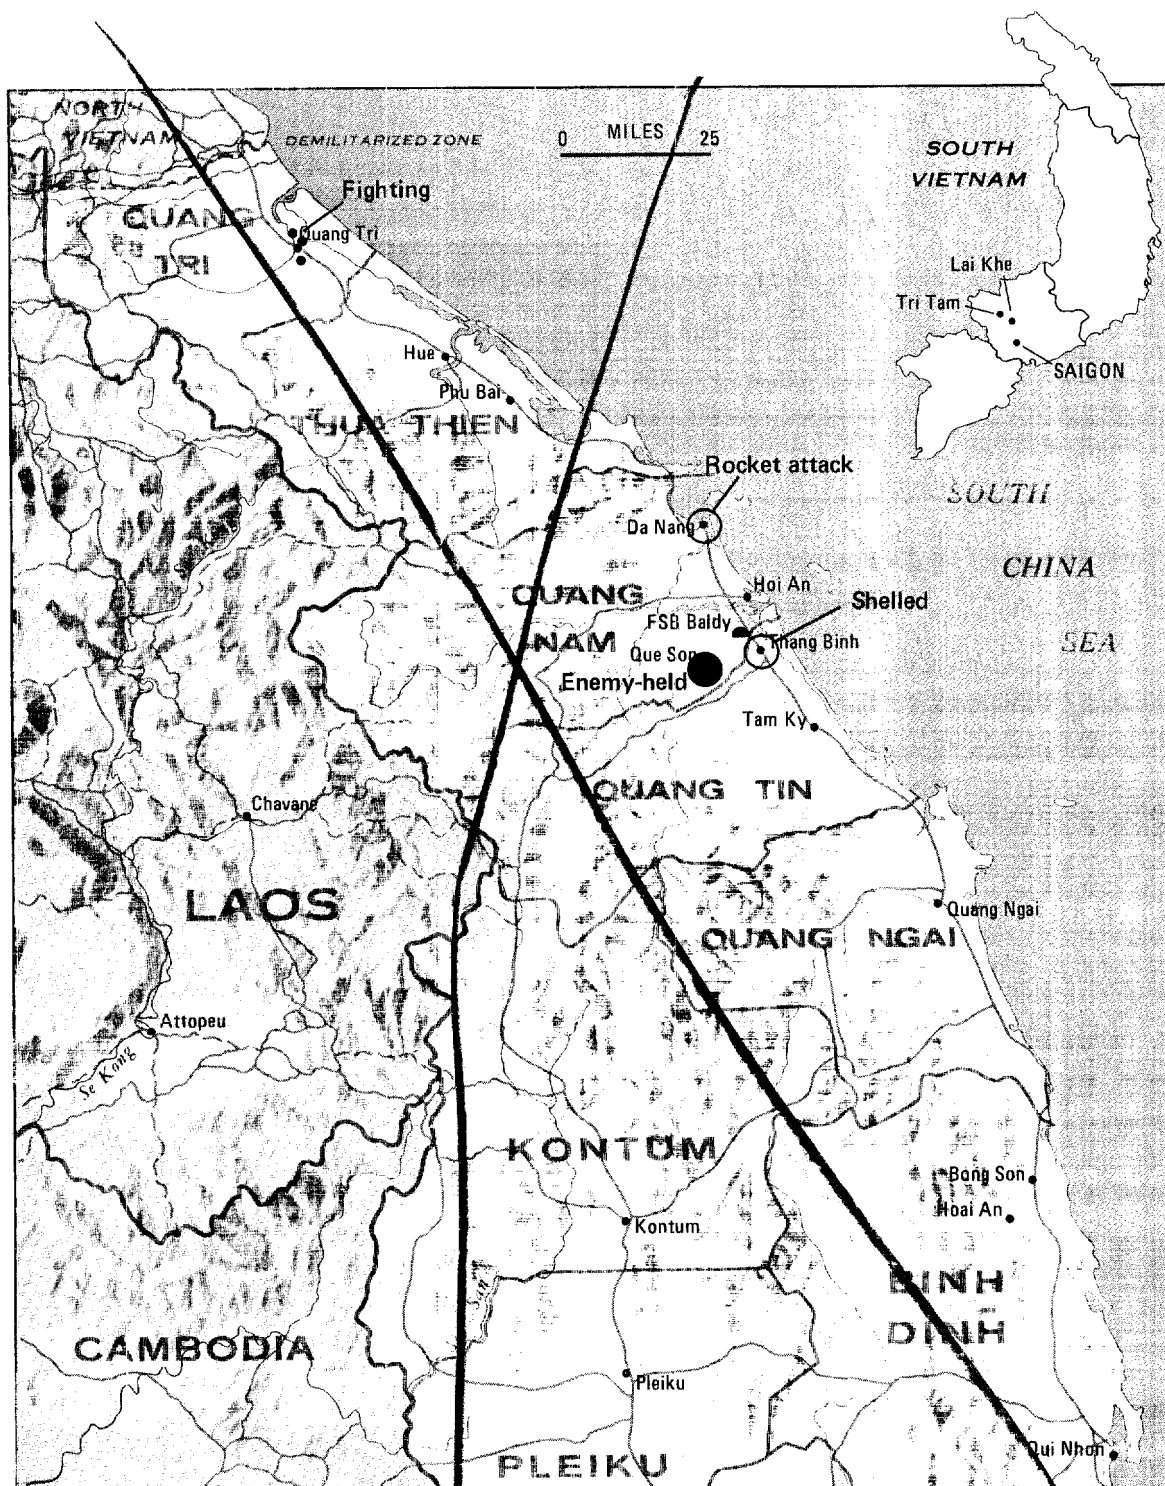 NORTH
VIETNAM
DEMILITARIZED ZONE
0 MILES 25
SOUTH
VIETNAM
Fighting
QUANG
TRI
Quang Tri
Lai Khe
Tri Tam
SAIGON
Hue
Phu Bai
THUA THIEN
Rocket attack
SOUTH
CHINA
SEA
Da Nang
QUANG
NAM
Hoi An
Shelled
FSB Baldy
Thang Binh
Que Son
Enemy-held
Tam Ky
QUANG TIN
Chavane
LAOS
Quang Ngai
QUANG NGAI
Attopeu
Se Kong
KONTUM
Bong Son
Hoai An
Kontum
BINH
DINH
San
CAMBODIA
Pleiku
PLEIKU
Qui Nhon